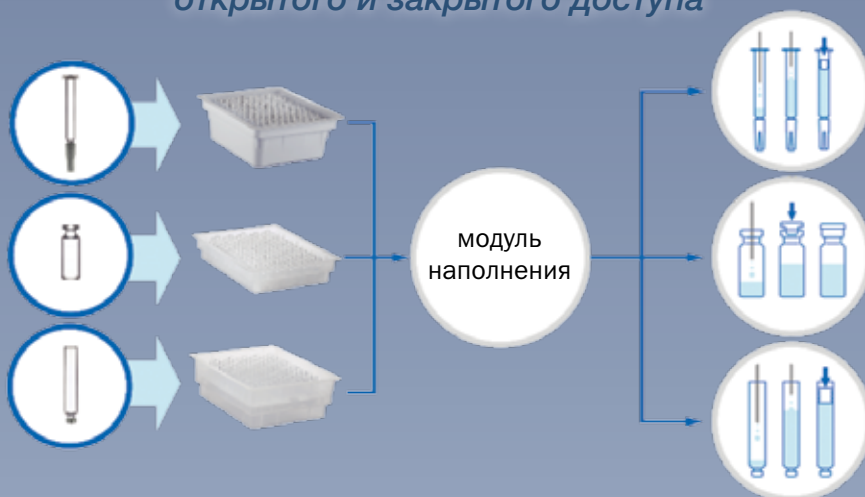 открытого и закрытого доступа
модуль
наполнения